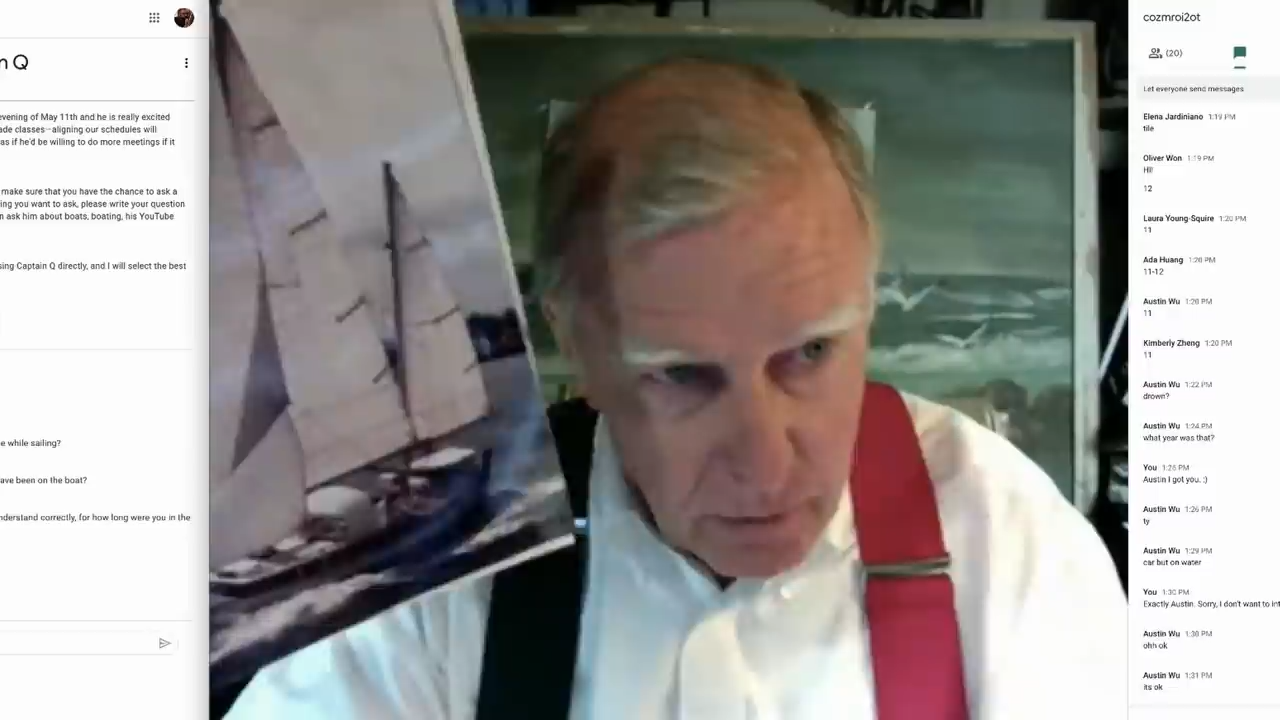 n Q
evening of May 11th and he is really excited
ade classes—aligning our schedules will
as if he'd be willing to do more meetings if it
make sure that you have the chance to ask a
ing you want to ask, please write your question
n ask him about boats, boating, his YouTube
sing Captain Q directly, and I will select the best
e while sailing?
ave been on the boat?
nderstand correctly, for how long were you in the
cozmroi2ot
(20)
Let everyone send messages
Elena Jardiniano 1:19 PM
tile
Oliver Won 1:19 PM
HI!
12
Laura Young-Squire 1:20 PM
11
Ada Huang 1:20 PM
11-12
Austin Wu 1:20 PM
11
Kimberly Zheng 1:20 PM
11
Austin Wu 1:22 PM
drown?
Austin Wu 1:24 PM
what year was that?
You 1:26 PM
Austin I got you. :)
Austin Wu 1:26 PM
ty
Austin Wu 1:29 PM
car but on water
You 1:30 PM
Exactly Austin. Sorry, I don't want to int
Austin Wu 1:30 PM
ohh ok
Austin Wu 1:31 PM
its ok